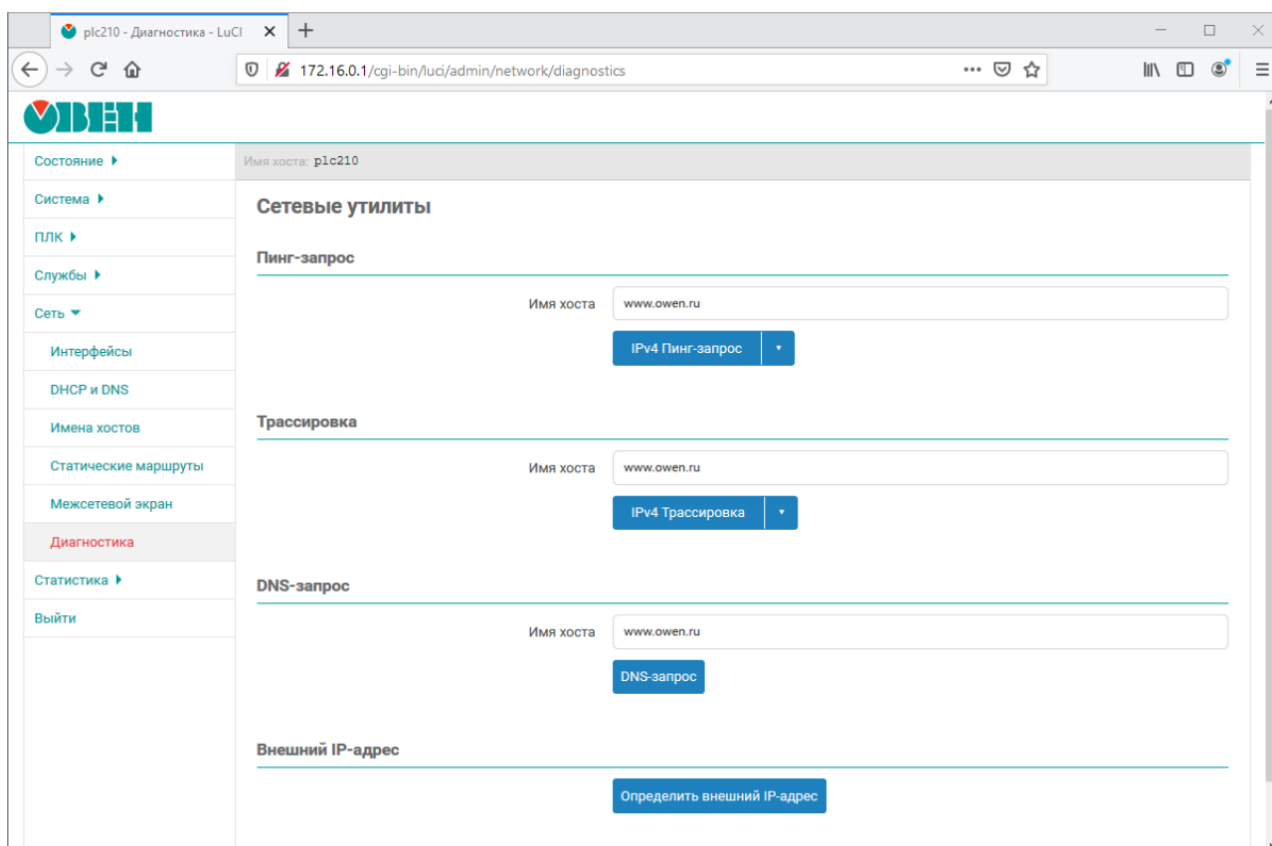 plc210 - Диагностика - LuCI
172.16.0.1/cgi-bin/luci/admin/network/diagnostics
ОВЕН
Состояние
Система
ПЛК
Службы
Сеть
Интерфейсы
DHCP и DNS
Имена хостов
Статические маршруты
Межсетевой экран
Диагностика
Статистика
Выйти
Имя хоста: plc210
Сетевые утилиты
Пинг-запрос
Имя хоста www.owen.ru
IPv4 Пинг-запрос
Трассировка
Имя хоста www.owen.ru
IPv4 Трассировка
DNS-запрос
Имя хоста www.owen.ru
DNS-запрос
Внешний IP-адрес
Определить внешний IP-адрес